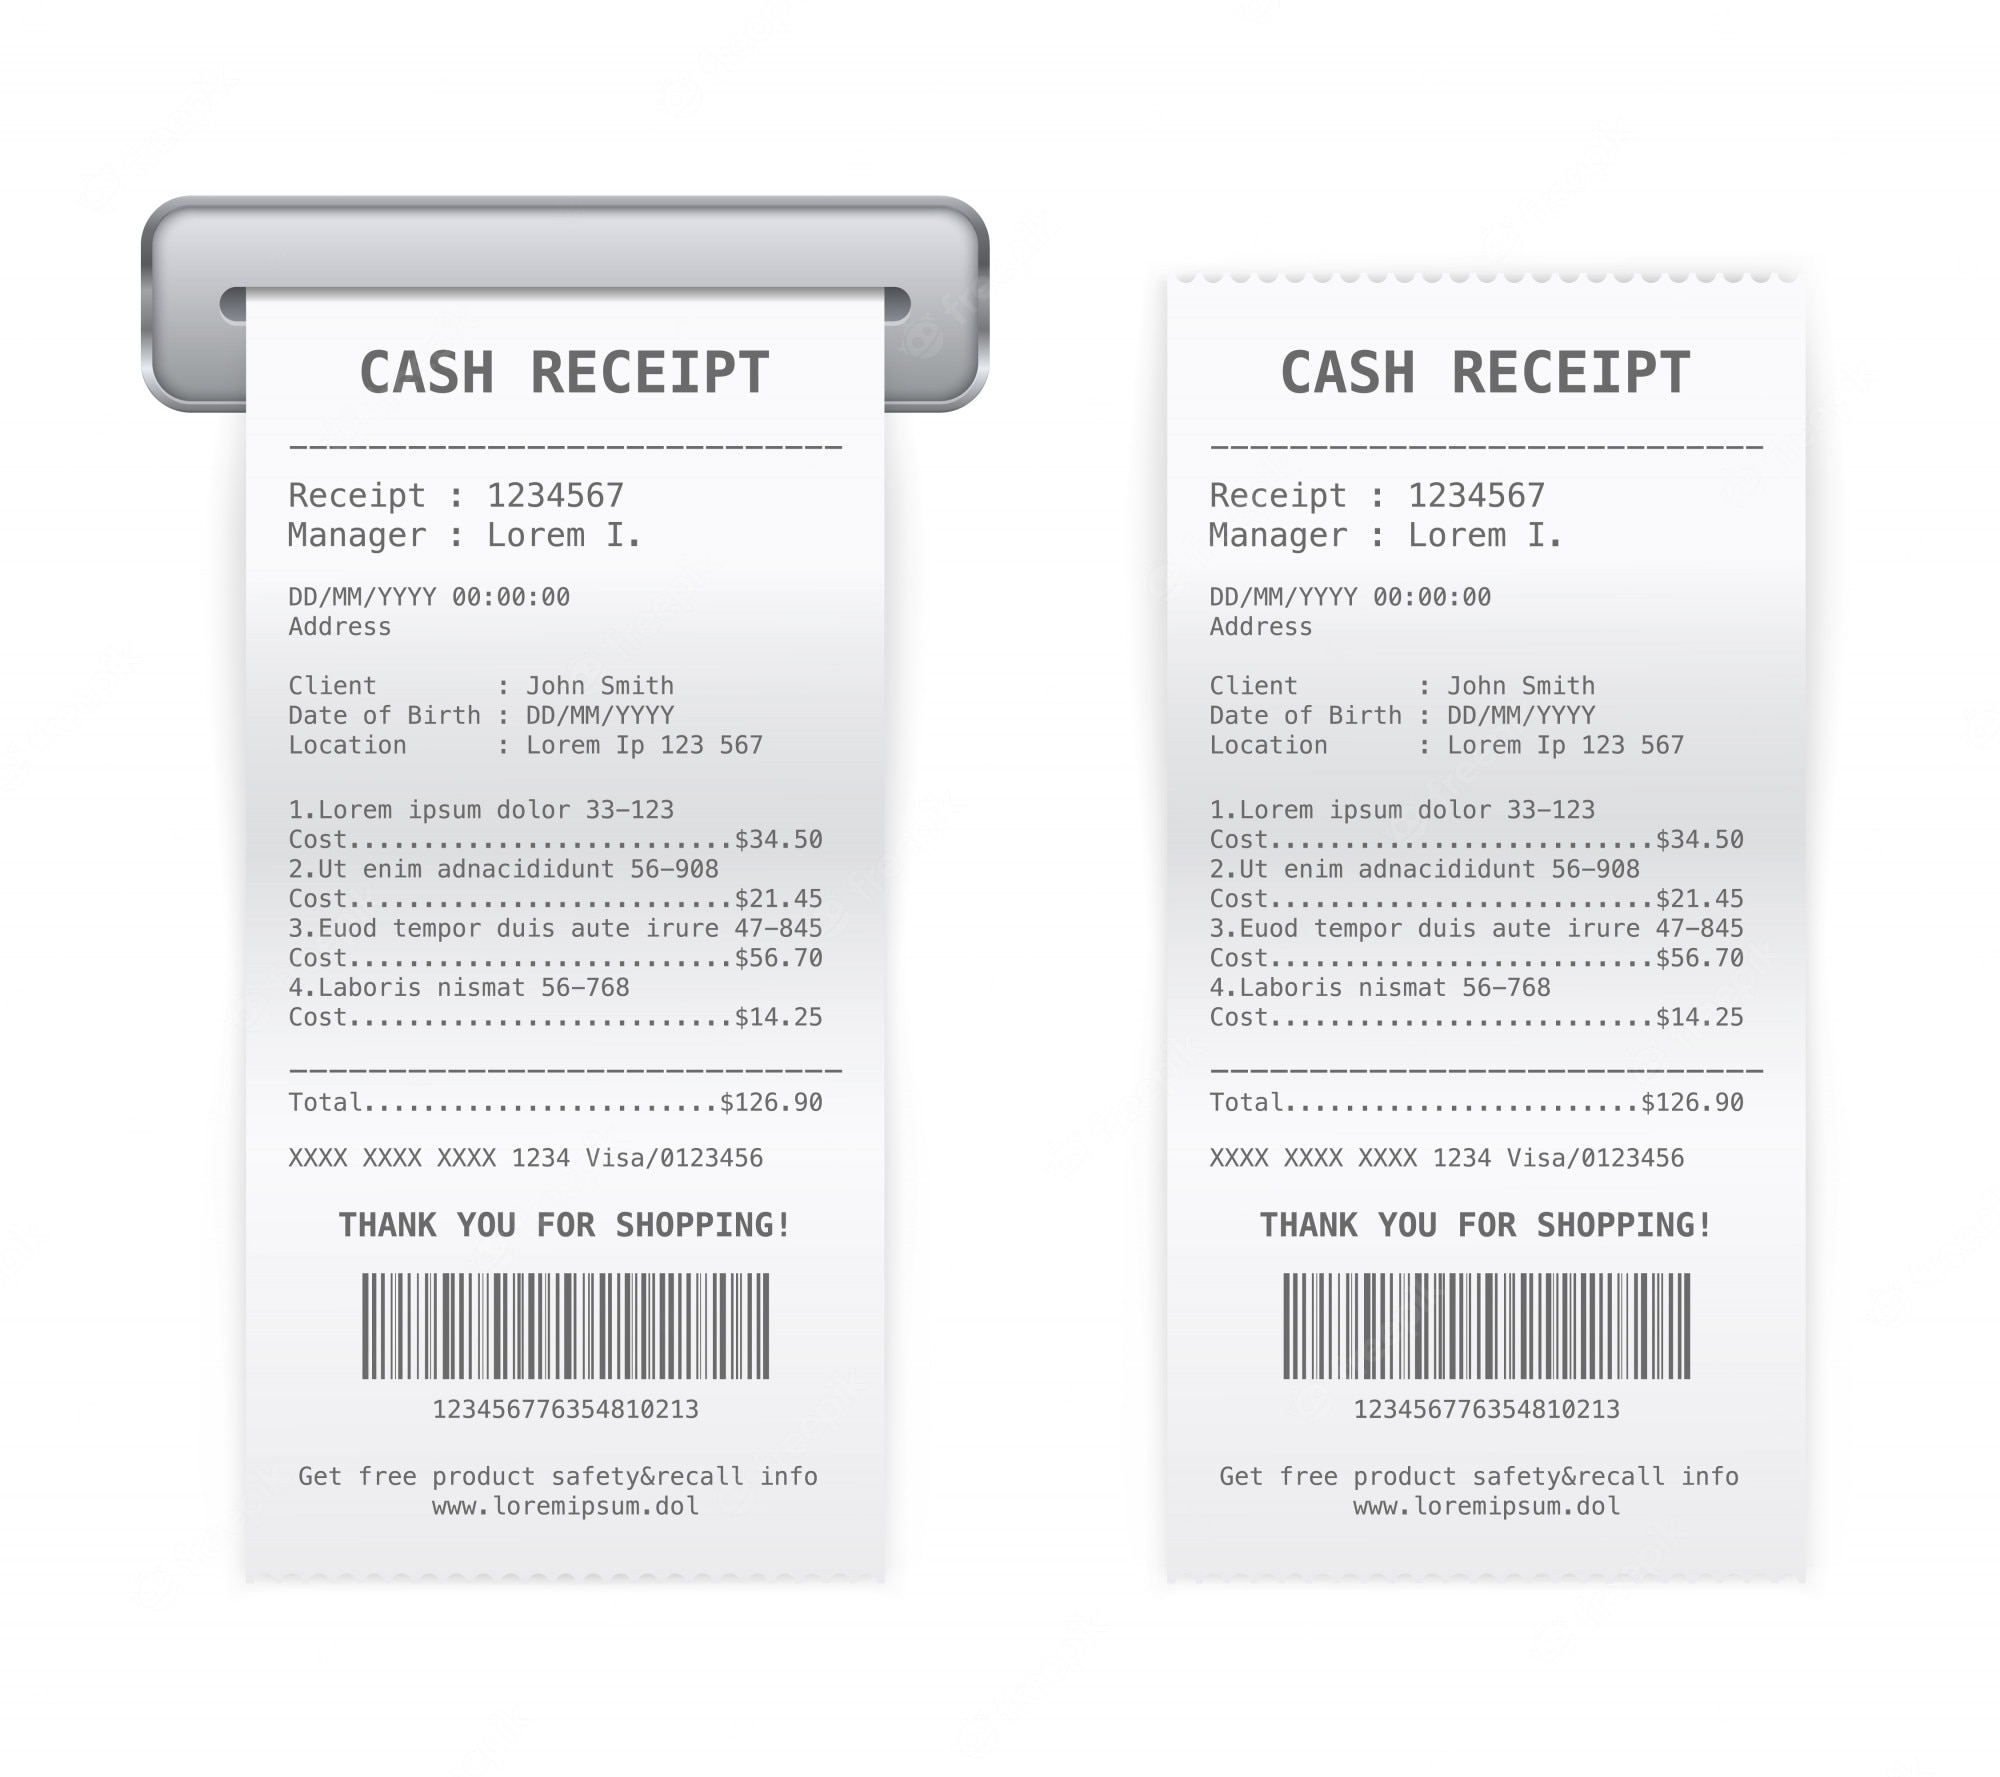 CASH RECEIPT
Receipt : 1234567
Manager : Lorem I.
DD/MM/YYYY 00:00:00
Address
Client : John Smith
Date of Birth : DD/MM/YYYY
Location : Lorem Ip 123 567
1.Lorem ipsum dolor 33-123
Cost..........................$34.50
2.Ut enim adnacididunt 56-908
Cost..........................$21.45
3.Euod tempor duis aute irure 47-845
Cost..........................$56.70
4.Laboris nismat 56-768
Cost..........................$14.25
Total........................$126.90
XXXX XXXX XXXX 1234 Visa/0123456
THANK YOU FOR SHOPPING!
123456776354810213
Get free product safety&recall info
www.loremipsum.dol
CASH RECEIPT
Receipt : 1234567
Manager : Lorem I.
DD/MM/YYYY 00:00:00
Address
Client : John Smith
Date of Birth : DD/MM/YYYY
Location : Lorem Ip 123 567
1.Lorem ipsum dolor 33-123
Cost..........................$34.50
2.Ut enim adnacididunt 56-908
Cost..........................$21.45
3.Euod tempor duis aute irure 47-845
Cost..........................$56.70
4.Laboris nismat 56-768
Cost..........................$14.25
Total........................$126.90
XXXX XXXX XXXX 1234 Visa/0123456
THANK YOU FOR SHOPPING!
123456776354810213
Get free product safety&recall info
www.loremipsum.dol